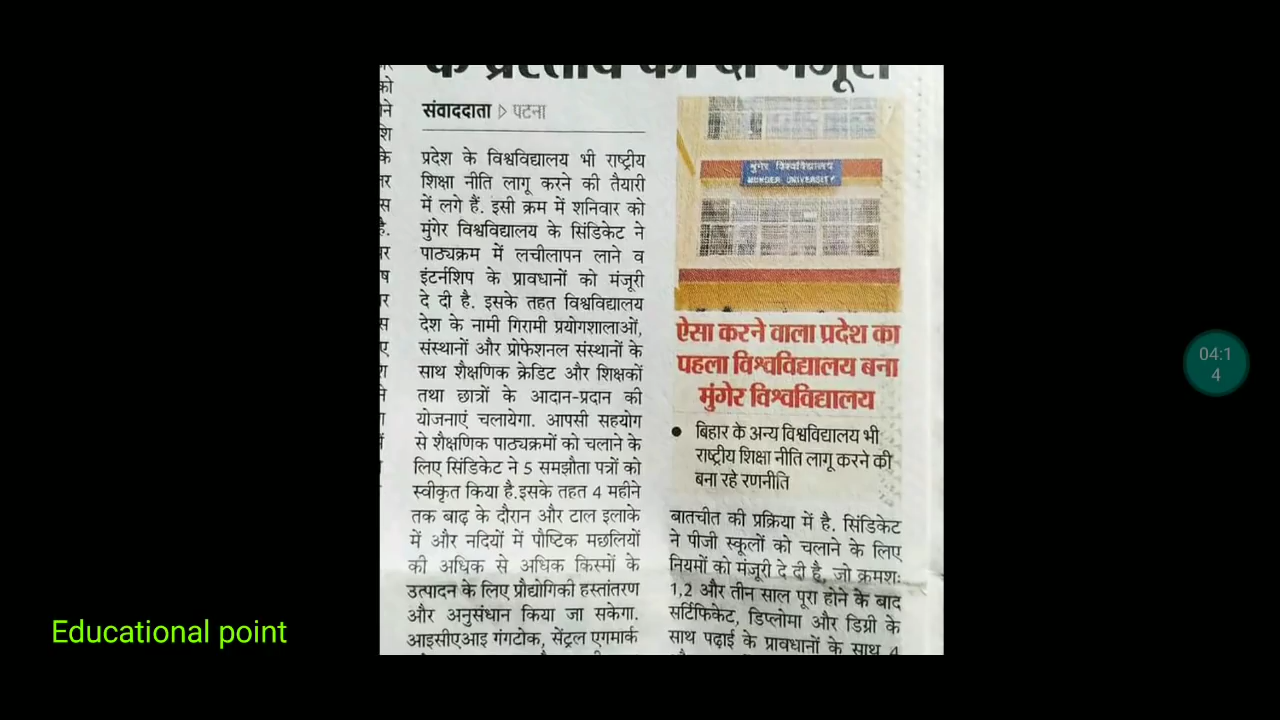 के प्रस्ताव को दी मंजूरी
संवाददाता ▷ पटना
प्रदेश के विश्वविद्यालय भी राष्ट्रीय
शिक्षा नीति लागू करने की तैयारी
में लगे हैं. इसी क्रम में शनिवार को
मुंगेर विश्वविद्यालय के सिंडिकेट ने
पाठ्यक्रम में लचीलापन लाने व
इंटर्नशिप के प्रावधानों को मंजूरी
दे दी है. इसके तहत विश्वविद्यालय
देश के नामी गिरामी प्रयोगशालाओं,
संस्थानों और प्रोफेशनल संस्थानों के
साथ शैक्षणिक क्रेडिट और शिक्षकों
तथा छात्रों के आदान-प्रदान की
योजनाएं चलायेगा. आपसी सहयोग
से शैक्षणिक पाठ्यक्रमों को चलाने के
लिए सिंडिकेट ने 5 समझौता पत्रों को
स्वीकृत किया है.इसके तहत 4 महीने
तक बाढ़ के दौरान और टाल इलाके
में और नदियों में पौष्टिक मछलियों
की अधिक से अधिक किस्मों के
उत्पादन के लिए प्रौद्योगिकी हस्तांतरण
और अनुसंधान किया जा सकेगा.
आइसीएआइ गंगटोक, सेंट्रल एगमार्क
मुंगेर विश्वविद्यालय
MUNGER UNIVERSITY
ऐसा करने वाला प्रदेश का
पहला विश्वविद्यालय बना
मुंगेर विश्वविद्यालय
● बिहार के अन्य विश्वविद्यालय भी
राष्ट्रीय शिक्षा नीति लागू करने की
बना रहे रणनीति
बातचीत की प्रक्रिया में है. सिंडिकेट
ने पीजी स्कूलों को चलाने के लिए
नियमों को मंजूरी दे दी है, जो क्रमश:
1,2 और तीन साल पूरा होने के बाद
सर्टिफिकेट, डिप्लोमा और डिग्री के
साथ पढ़ाई के प्रावधानों के साथ 4
Educational point
04:1
4